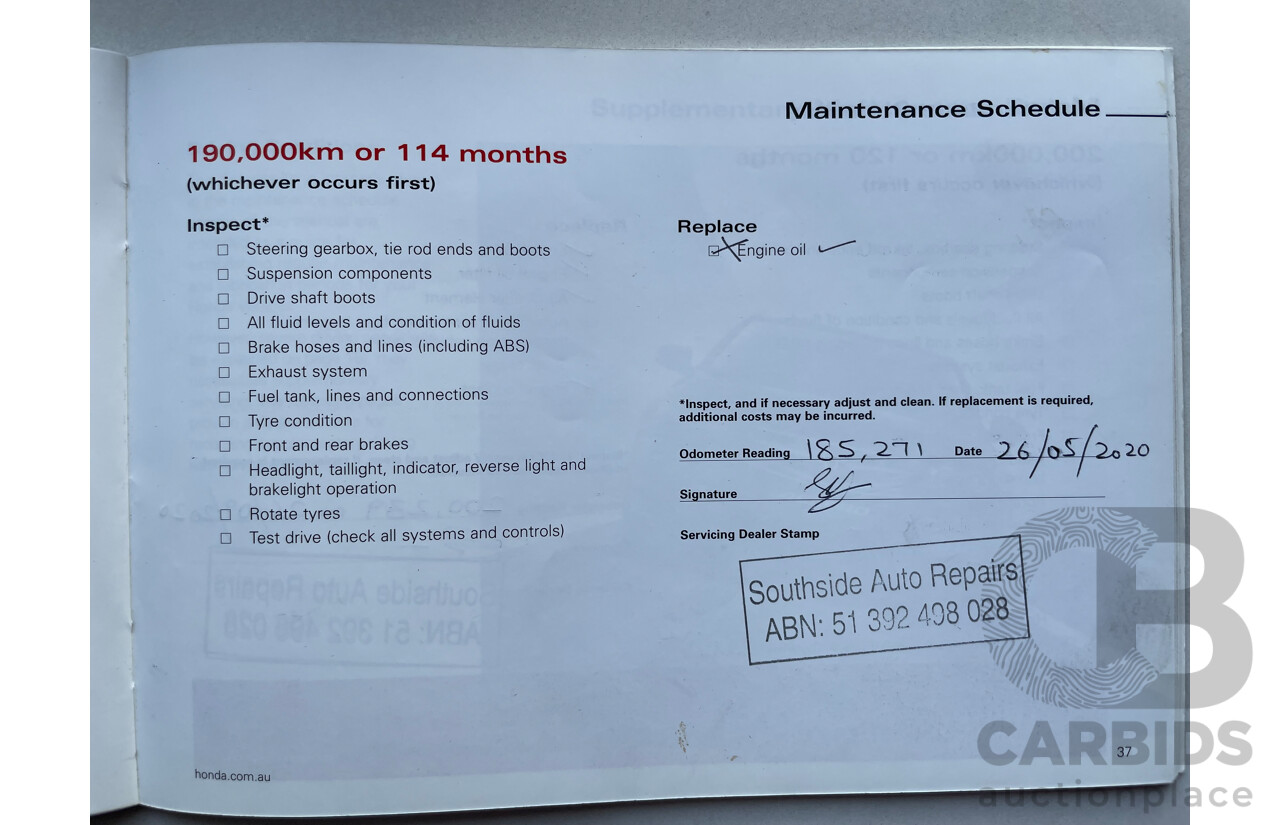 Maintenance Schedule
190,000km or 114 months
(whichever occurs first)
Inspect*
Steering gearbox, tie rod ends and boots
Suspension components
Drive shaft boots
All fluid levels and condition of fluids
Brake hoses and lines (including ABS)
Exhaust system
Fuel tank, lines and connections
Tyre condition
Front and rear brakes
Headlight, taillight, indicator, reverse light and
brakelight operation
Rotate tyres
Test drive (check all systems and controls)
Replace
Engine oil
*Inspect, and if necessary adjust and clean. If replacement is required,
additional costs may be incurred.
Odometer Reading 185,271 Date 26/05/2020
Signature
Servicing Dealer Stamp
Southside Auto Repairs
ABN: 51 392 498 028
honda.com.au
37
CB
CARBIDS
auctionplace